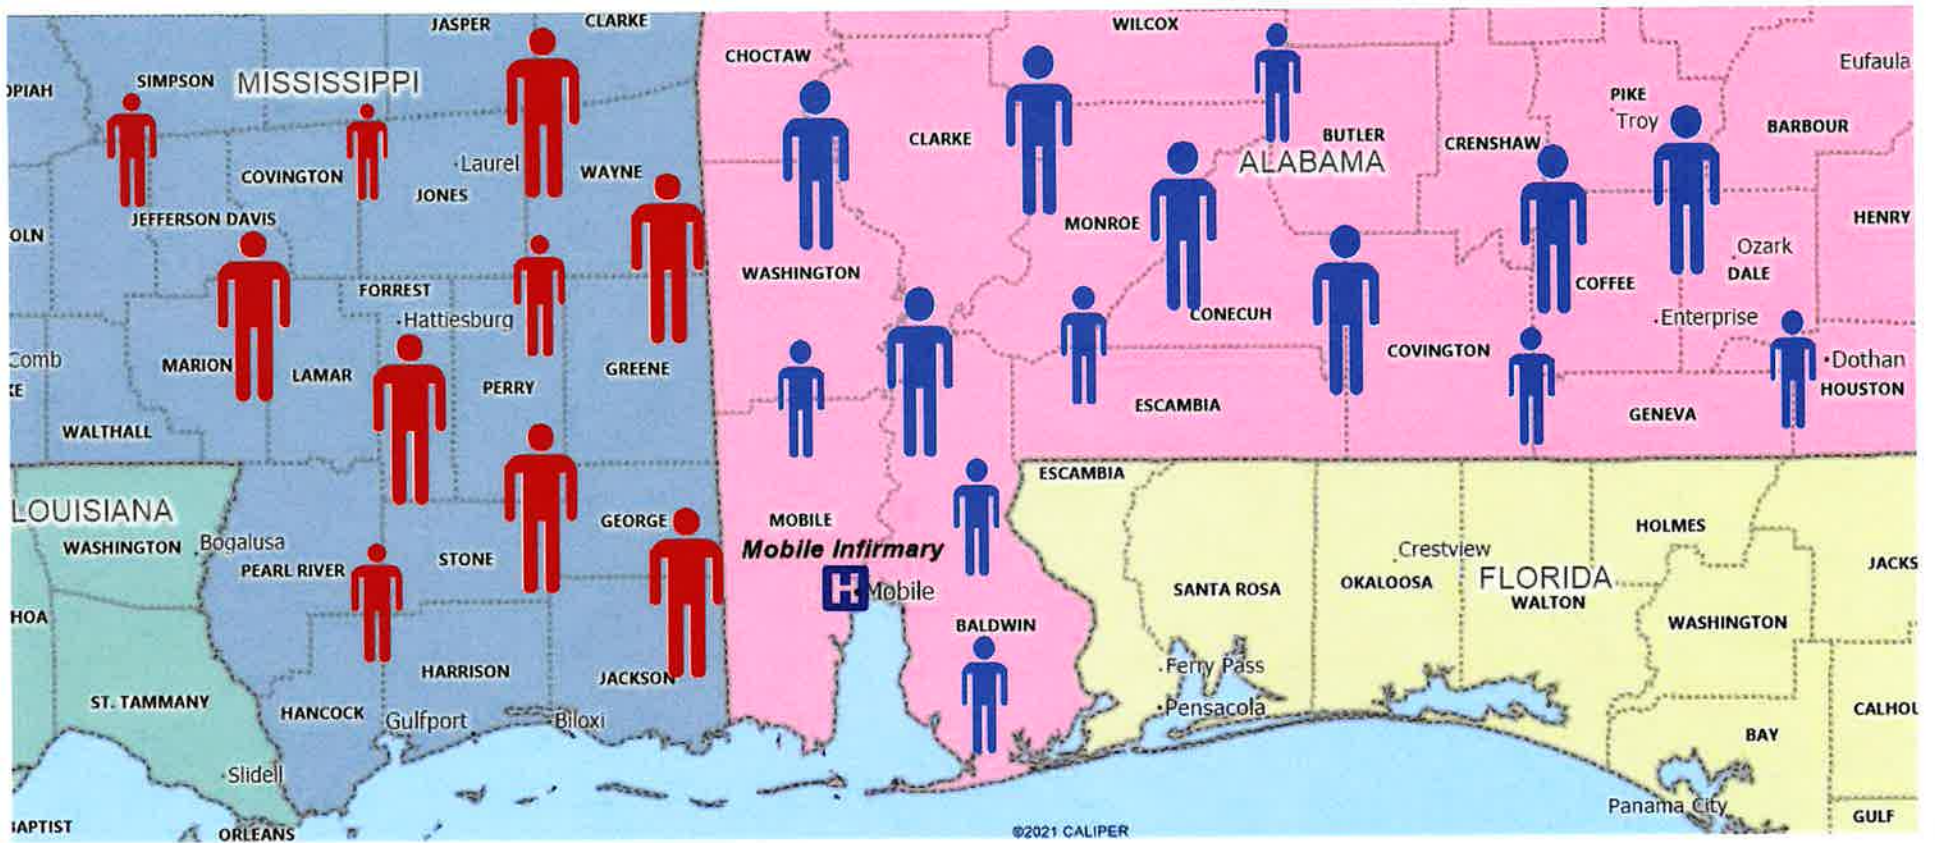 JASPER
CLARKE
WILCOX
CHOCTAW
Eufaula
SIMPSON
MISSISSIPPI
OPIAH
PIKE
Troy
BARBOUR
BUTLER
CLARKE
CRENSHAW
ALABAMA
Laurel
WAYNE
COVINGTON
JONES
JEFFERSON DAVIS
OLN
MONROE
HENRY
Ozark
DALE
WASHINGTON
COFFEE
FORREST
Hattiesburg
CONECUH
Enterprise
COVINGTON
Comb
KE
MARION
LAMAR
PERRY
GREENE
Dothan
HOUSTON
ESCAMBIA
GENEVA
WALTHALL
ESCAMBIA
LOUISIANA
WASHINGTON
Bogalusa
GEORGE
MOBILE
HOLMES
Mobile Infirmary
Crestview
PEARL RIVER
STONE
JACKS
H
Mobile
SANTA ROSA
OKALOOSA
FLORIDA
WALTON
HOA
BALDWIN
WASHINGTON
Ferry Pass
HARRISON
JACKSON
ST. TAMMANY
HANCOCK
Gulfport
Biloxi
Pensacola
CALHOU
BAY
Slidell
Panama City
GULF
BAPTIST
ORLEANS
©2021 CALIPER